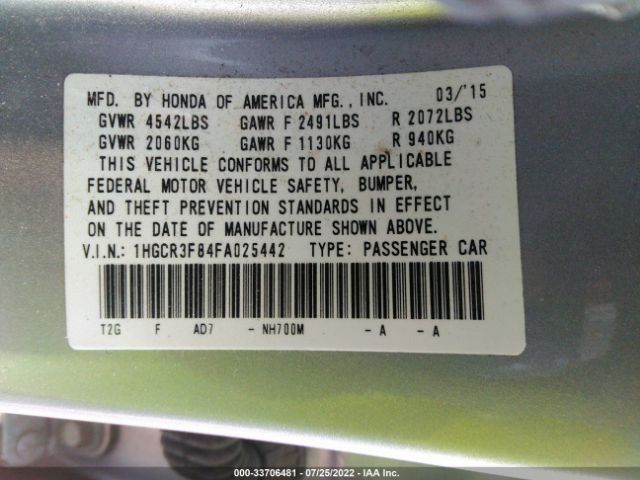 MFD. BY HONDA OF AMERICA MFG., INC. 03/'15
GVWR 4542LBS GAWR F 2491LBS R 2072LBS
GVWR 2060KG GAWR F 1130KG R 940KG
THIS VEHICLE CONFORMS TO ALL APPLICABLE
FEDERAL MOTOR VEHICLE SAFETY, BUMPER,
AND THEFT PREVENTION STANDARDS IN EFFECT
ON THE DATE OF MANUFACTURE SHOWN ABOVE.
V.I.N.: 1HGCR3F84FA025442 TYPE: PASSENGER CAR
T2G F AD7 - NH700M - A - A
000-33706481 - 07/25/2022 - IAA Inc.